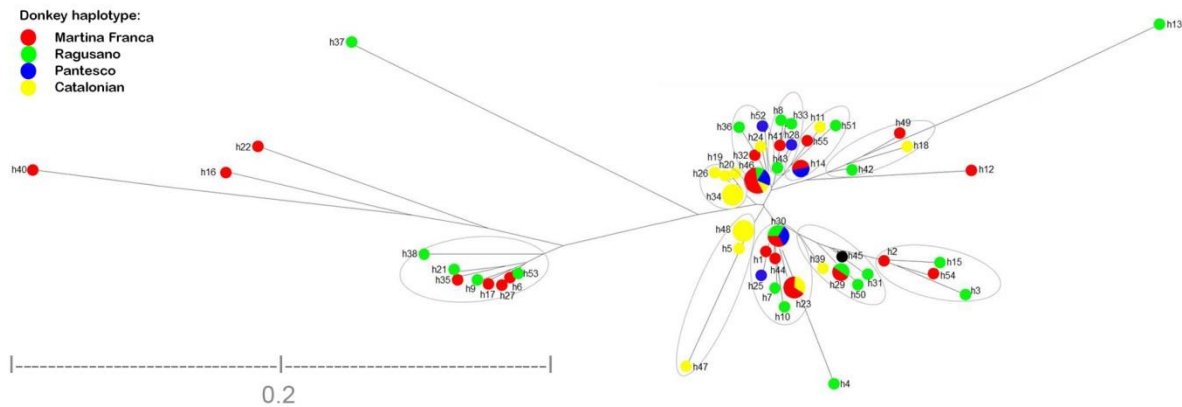 Donkey haplotype:
Martina Franca
Ragusano
Pantesco
Catalonian
h37
h13
h22
h40
h16
h52
h8
h33
h11
h36
h51
h49
h24
h41
h28
h55
h18
h32
h19
h46
h43
h14
h20
h26
h42
h12
h34
h48
h30
h5
h38
h21
h53
h35
h9
h17
h6
h27
h1
h44
h39
h45
h2
h15
h54
h25
h29
h31
h3
h7
h23
h50
h10
h47
h4
0.2